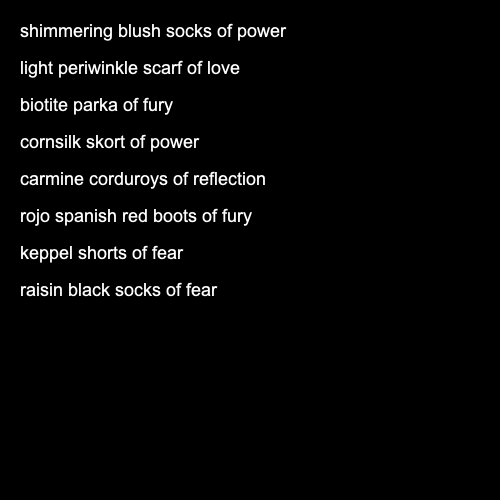 shimmering blush socks of power
light periwinkle scarf of love
biotite parka of fury
cornsilk skort of power
carmine corduroys of reflection
rojo spanish red boots of fury
keppel shorts of fear
raisin black socks of fear